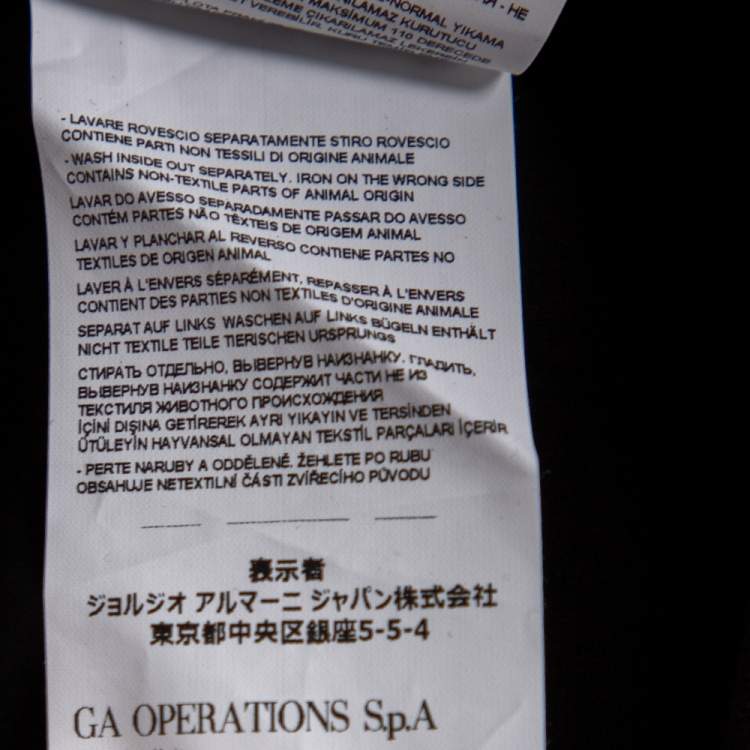 NORMAL YIKAMA
KURUTUCU
MAKSİMUM 110 DERECEDE
- LAVARE ROVESCIO SEPARATAMENTE STIRO ROVESCIO
CONTIENE PARTI NON TESSILI DI ORIGINE ANIMALE
- WASH INSIDE OUT SEPARATELY. IRON ON THE WRONG SIDE
CONTAINS NON-TEXTILE PARTS OF ANIMAL ORIGIN
LAVAR DO AVESSO SEPARADAMENTE PASSAR DO AVESSO
CONTÉM PARTES NÃO TÊXTEIS DE ORIGEM ANIMAL
LAVAR Y PLANCHAR AL REVERSO CONTIENE PARTES NO
TEXTILES DE ORIGEN ANIMAL
LAVER À L'ENVERS SÉPARÉMENT, REPASSER À L'ENVERS
CONTIENT DES PARTIES NON TEXTILES D'ORIGINE ANIMALE
SEPARAT AUF LINKS WASCHEN AUF LINKS BÜGELN ENTHÄLT
NICHT TEXTILE TEILE TIERISCHEN URSPRUNGS
СТИРАТЬ ОТДЕЛЬНО, ВЫВЕРНУВ НАИЗНАНКУ. ГЛАДИТЬ,
ВЫВЕРНУВ НАИЗНАНКУ СОДЕРЖИТ ЧАСТИ НЕ ИЗ
ТЕКСТИЛЯ ЖИВОТНОГО ПРОИСХОЖДЕНИЯ
İÇİNİ DIŞINA GETİREREK AYRI YIKAYIN VE TERSİNDEN
ÜTÜLEYİN HAYVANSAL OLMAYAN TEKSTİL PARÇALARI İÇERİR
- PERTE NARUBY A ODDĚLENĚ. ŽEHLETE PO RUBU
OBSAHUJE NETEXTILNÍ ČÁSTI ZVÍŘECÍHO PŮVODU
表示者
ジョルジオ アルマーニ ジャパン株式会社
東京都中央区銀座5-5-4
GA OPERATIONS S.p.A